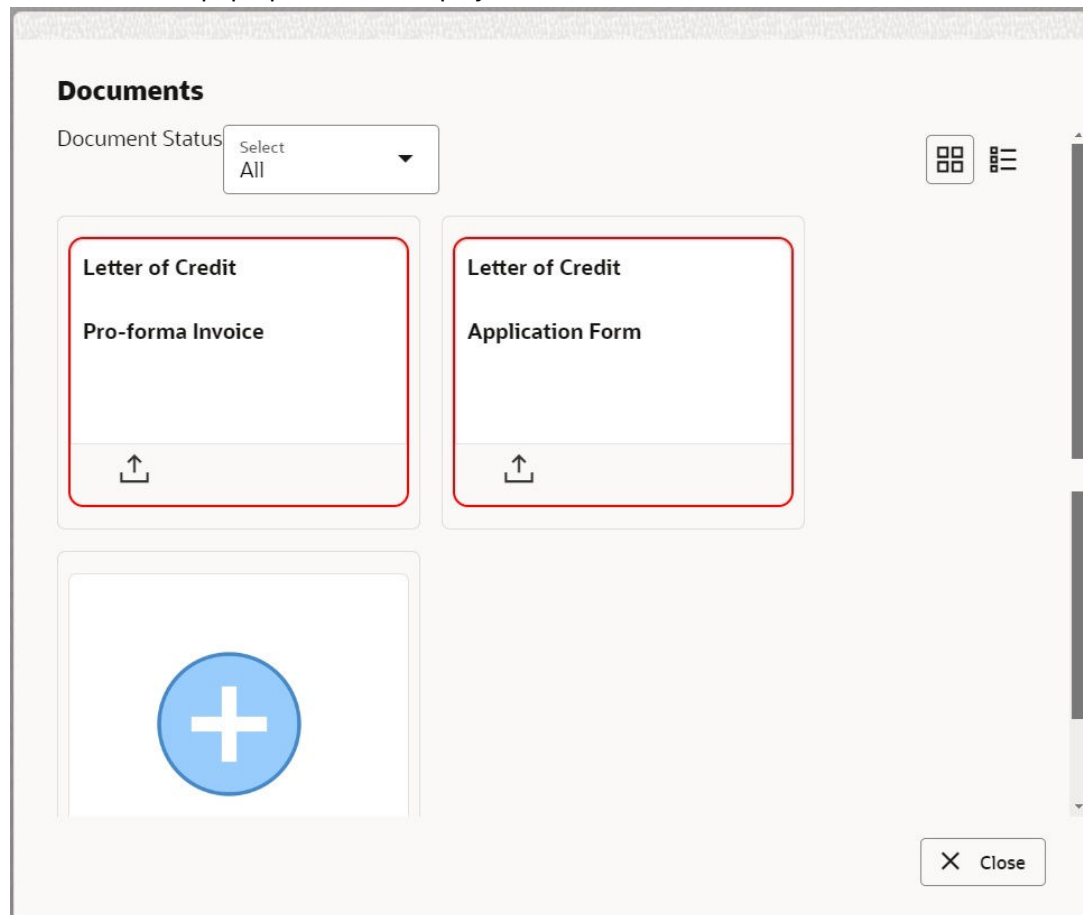 Documents
Document Status
Select
All
Letter of Credit
Pro-forma Invoice
Letter of Credit
Application Form
Close